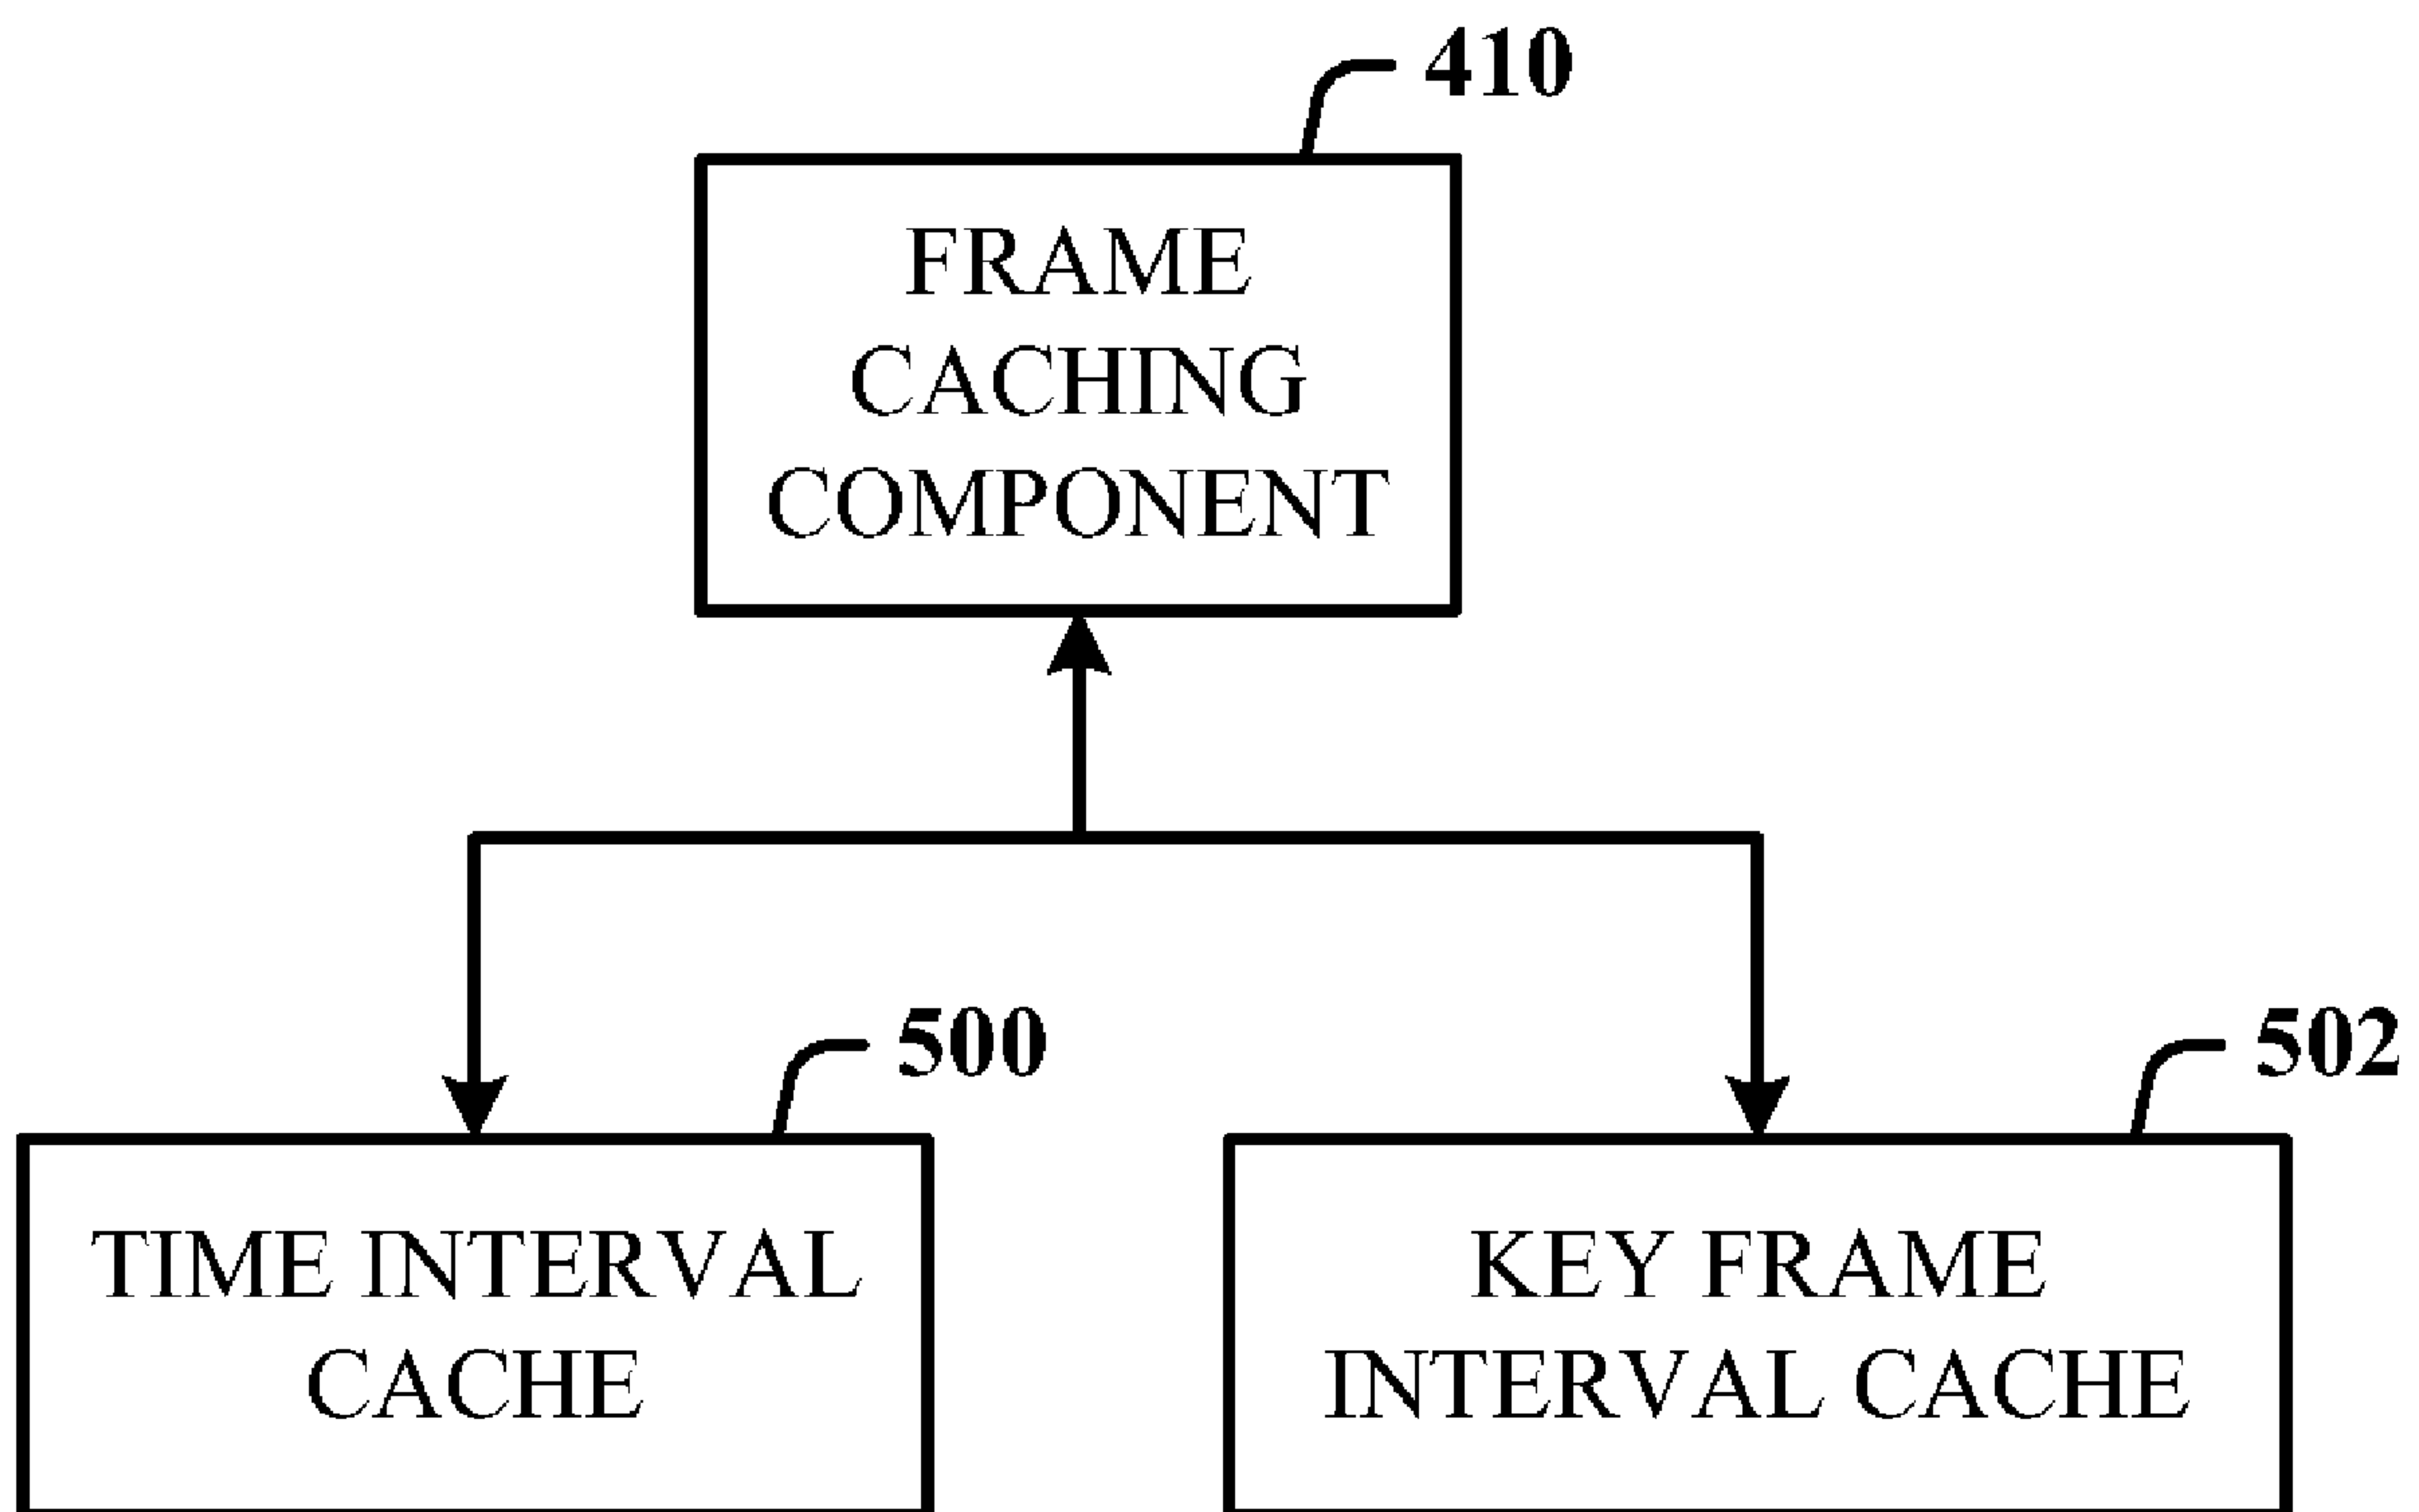 410
FRAME
CACHING
COMPONENT
500
502
TIME INTERVAL
CACHE
KEY FRAME
INTERVAL CACHE